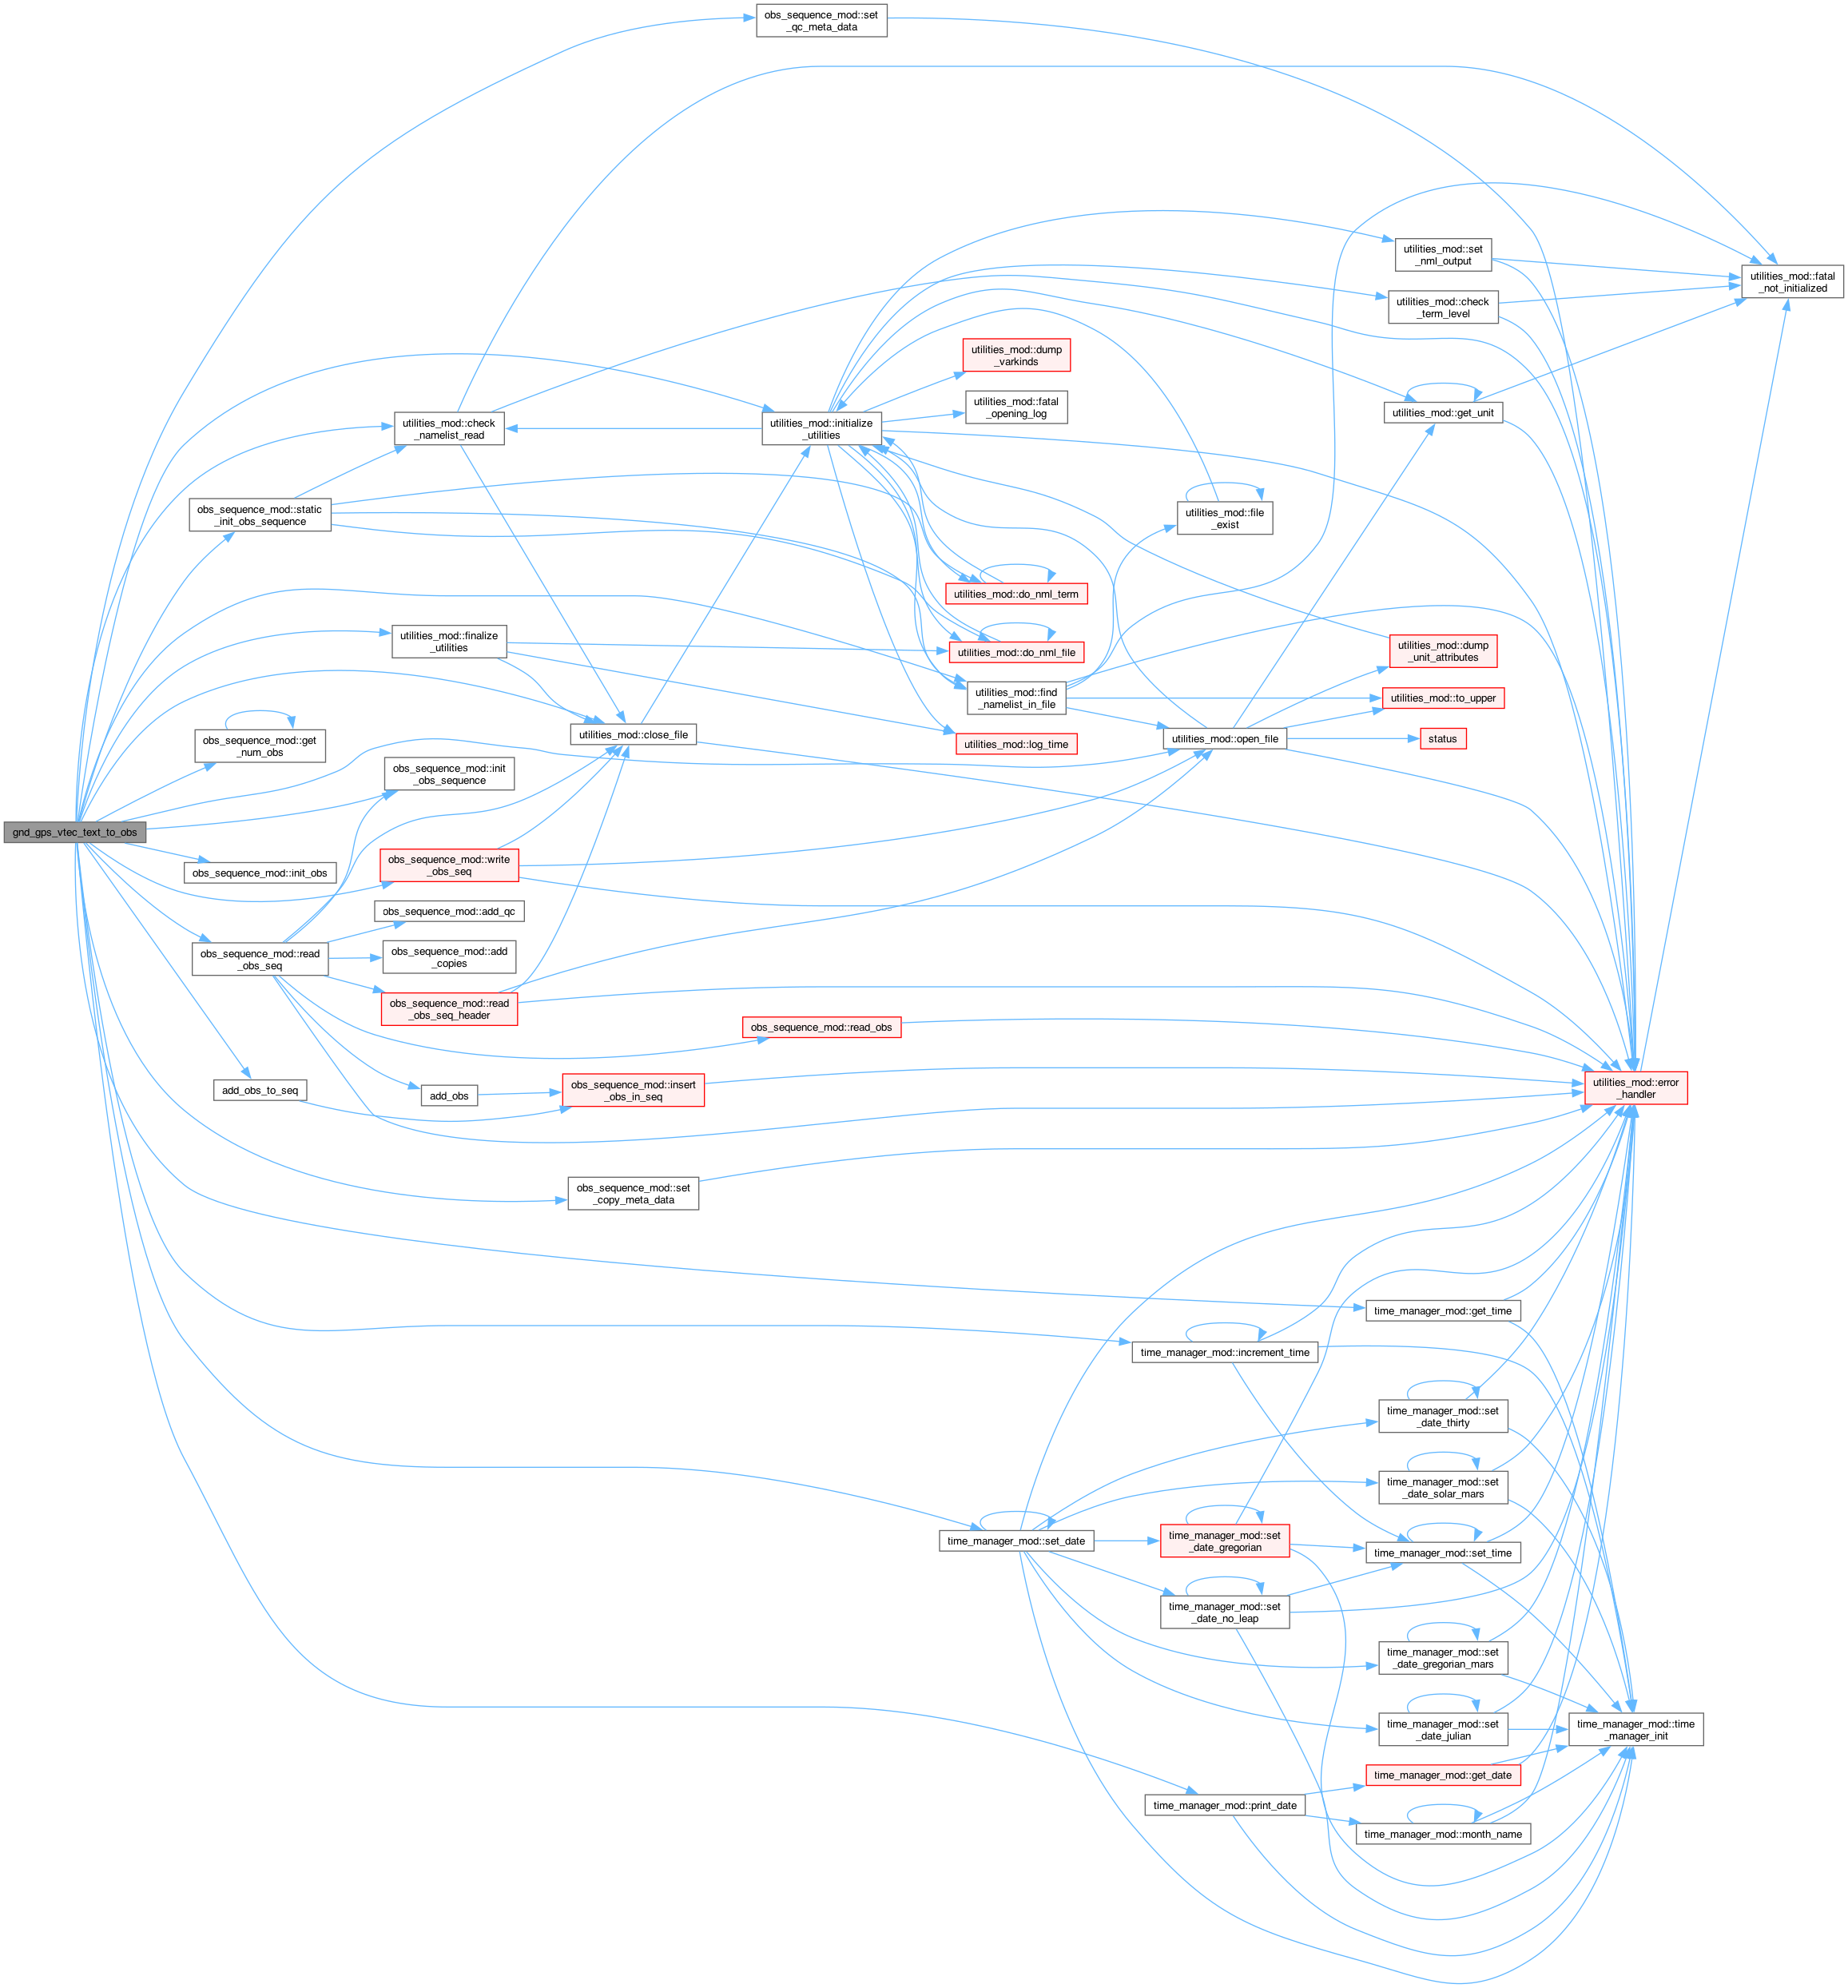 obs_sequence_mod::set
_qc_meta_data
utilities_mod::set
_nml_output
utilities_mod::fatal
_not_initialized
utilities_mod::check
_term_level
utilities_mod::dump
_varkinds
utilities_mod::fatal
_opening_log
utilities_mod::get_unit
utilities_mod::check
_namelist_read
utilities_mod::initialize
_utilities
obs_sequence_mod::static
_init_obs_sequence
utilities_mod::file
_exist
utilities_mod::do_nml_term
utilities_mod::finalize
_utilities
utilities_mod::do_nml_file
utilities_mod::dump
_unit_attributes
utilities_mod::find
_namelist_in_file
utilities_mod::to_upper
obs_sequence_mod::get
_num_obs
utilities_mod::close_file
utilities_mod::log_time
utilities_mod::open_file
status
obs_sequence_mod::init
_obs_sequence
gnd_gps_vtec_text_to_obs
obs_sequence_mod::init_obs
obs_sequence_mod::write
_obs_seq
obs_sequence_mod::add_qc
obs_sequence_mod::read
_obs_seq
obs_sequence_mod::add
_copies
obs_sequence_mod::read
_obs_seq_header
obs_sequence_mod::read_obs
add_obs_to_seq
add_obs
obs_sequence_mod::insert
_obs_in_seq
utilities_mod::error
_handler
obs_sequence_mod::set
_copy_meta_data
time_manager_mod::get_time
time_manager_mod::increment_time
time_manager_mod::set
_date_thirty
time_manager_mod::set
_date_solar_mars
time_manager_mod::set_date
time_manager_mod::set
_date_gregorian
time_manager_mod::set_time
time_manager_mod::set
_date_no_leap
time_manager_mod::set
_date_gregorian_mars
time_manager_mod::set
_date_julian
time_manager_mod::time
_manager_init
time_manager_mod::get_date
time_manager_mod::print_date
time_manager_mod::month_name